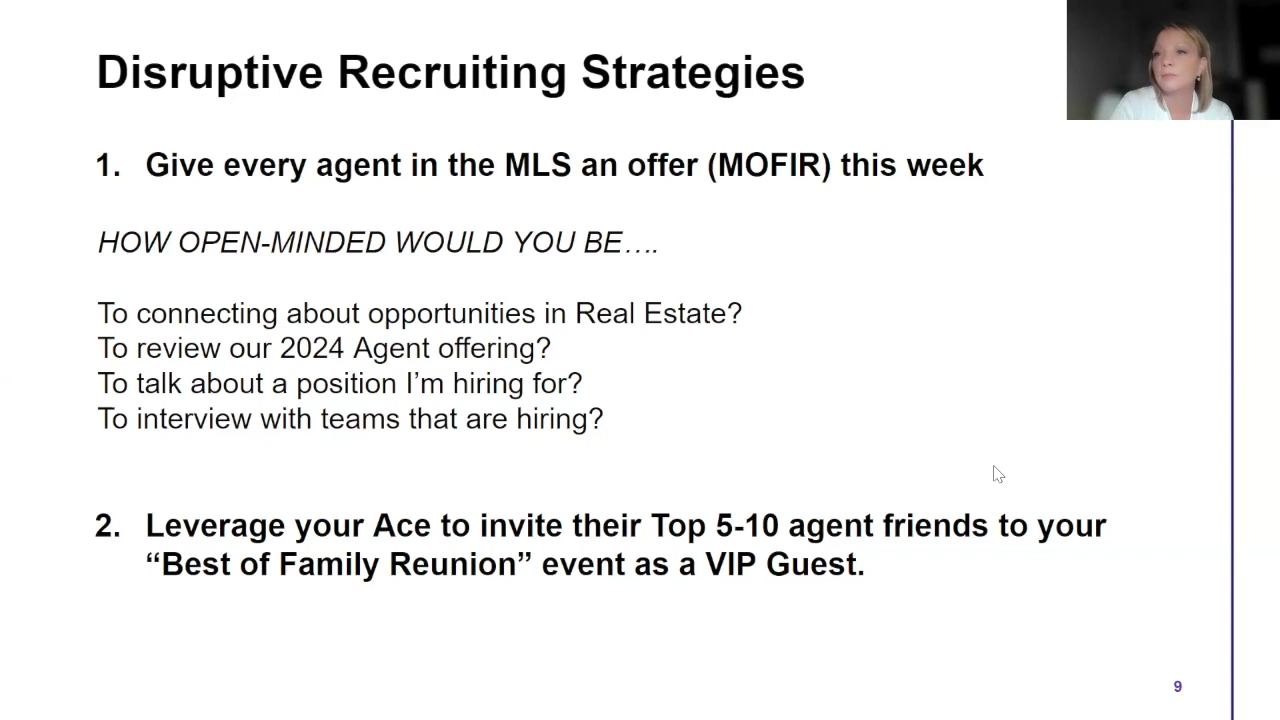 Disruptive Recruiting Strategies
1. Give every agent in the MLS an offer (MOFIR) this week
HOW OPEN-MINDED WOULD YOU BE….
To connecting about opportunities in Real Estate?
To review our 2024 Agent offering?
To talk about a position I’m hiring for?
To interview with teams that are hiring?
2. Leverage your Ace to invite their Top 5-10 agent friends to your
“Best of Family Reunion” event as a VIP Guest.
9